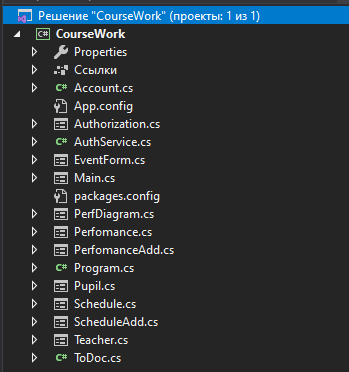 Решение "CourseWork" (проекты: 1 из 1)
C# CourseWork
Properties
Ссылки
C# Account.cs
App.config
Authorization.cs
C# AuthService.cs
EventForm.cs
Main.cs
packages.config
PerfDiagram.cs
Perfomance.cs
PerfomanceAdd.cs
C# Program.cs
Pupil.cs
Schedule.cs
ScheduleAdd.cs
Teacher.cs
C# ToDoc.cs